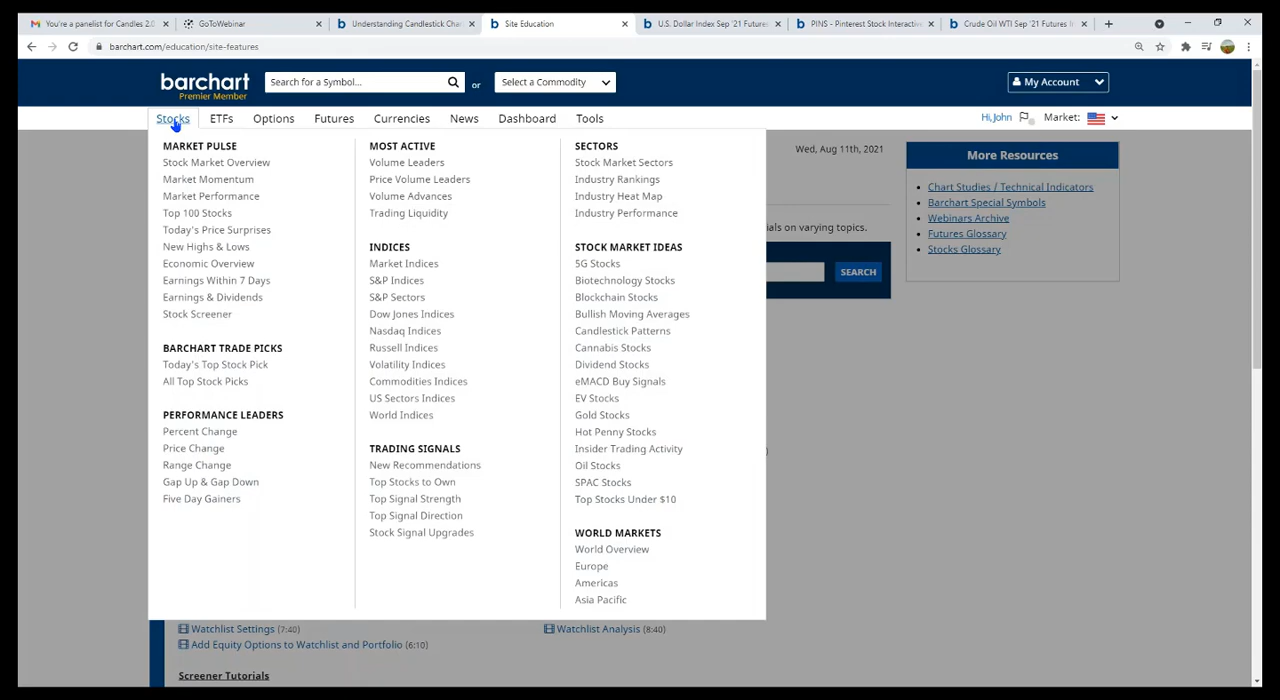 You're a panelist for Candles 2.0
GoToWebinar
Understanding Candlestick Char
Site Education
U.S. Dollar Index Sep '21 Futures
PINS - Pinterest Stock Interactive
Crude Oil WTI Sep '21 Futures In
barchart.com/education/site-features
barchart
Premier Member
Search for a Symbol...
or
Select a Commodity
My Account
Stocks
ETFs
Options
Futures
Currencies
News
Dashboard
Tools
Hi, John
Market:
MARKET PULSE
Stock Market Overview
Market Momentum
Market Performance
Top 100 Stocks
Today's Price Surprises
New Highs & Lows
Economic Overview
Earnings Within 7 Days
Earnings & Dividends
Stock Screener
BARCHART TRADE PICKS
Today's Top Stock Pick
All Top Stock Picks
PERFORMANCE LEADERS
Percent Change
Price Change
Range Change
Gap Up & Gap Down
Five Day Gainers
MOST ACTIVE
Volume Leaders
Price Volume Leaders
Volume Advances
Trading Liquidity
INDICES
Market Indices
S&P Indices
S&P Sectors
Dow Jones Indices
Nasdaq Indices
Russell Indices
Volatility Indices
Commodities Indices
US Sectors Indices
World Indices
TRADING SIGNALS
New Recommendations
Top Stocks to Own
Top Signal Strength
Top Signal Direction
Stock Signal Upgrades
SECTORS
Stock Market Sectors
Industry Rankings
Industry Heat Map
Industry Performance
STOCK MARKET IDEAS
5G Stocks
Biotechnology Stocks
Blockchain Stocks
Bullish Moving Averages
Candlestick Patterns
Cannabis Stocks
Dividend Stocks
eMACD Buy Signals
EV Stocks
Gold Stocks
Hot Penny Stocks
Insider Trading Activity
Oil Stocks
SPAC Stocks
Top Stocks Under $10
WORLD MARKETS
World Overview
Europe
Americas
Asia Pacific
Wed, Aug 11th, 2021
ials on varying topics.
SEARCH
More Resources
Chart Studies / Technical Indicators
Barchart Special Symbols
Webinars Archive
Futures Glossary
Stocks Glossary
)
Watchlist Settings (7:40)
Watchlist Analysis (8:40)
Add Equity Options to Watchlist and Portfolio (6:10)
Screener Tutorials